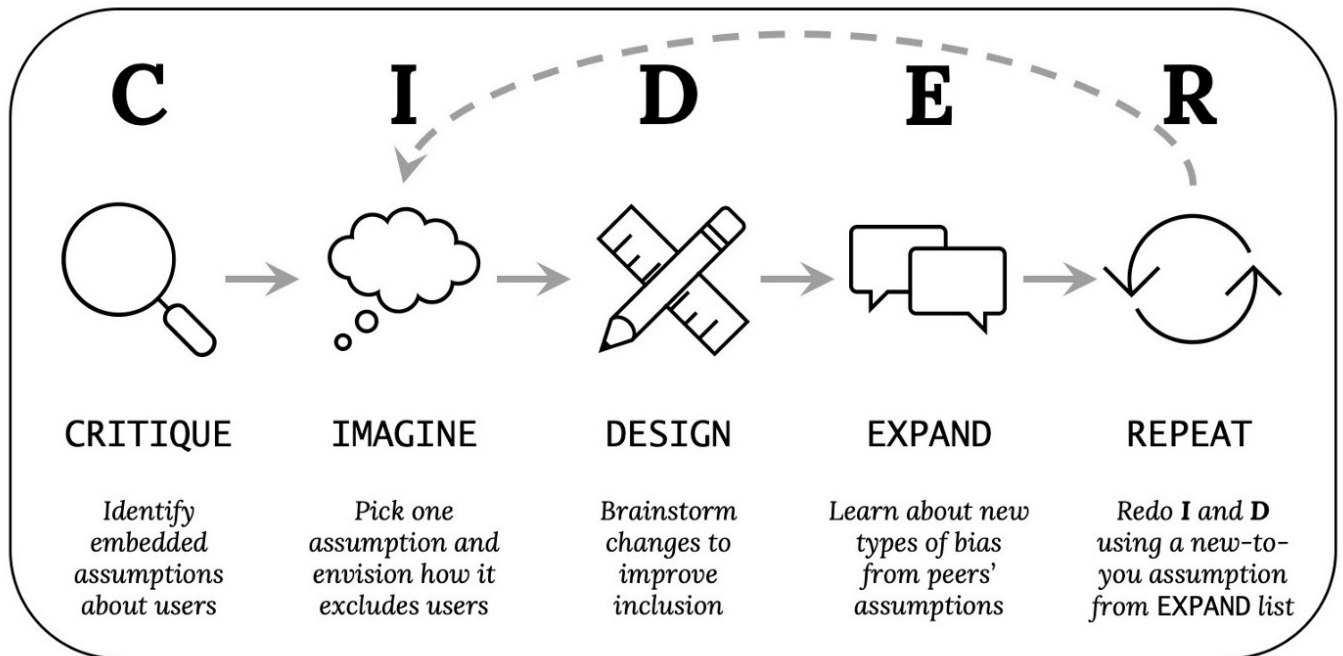 C I D E R
CRITIQUE IMAGINE DESIGN EXPAND REPEAT
Identify
embedded
assumptions
about users
Pick one
assumption and
envision how it
excludes users
Brainstorm
changes to
improve
inclusion
Learn about new
types of bias
from peers'
assumptions
Redo I and D
using a new-to-
you assumption
from EXPAND list